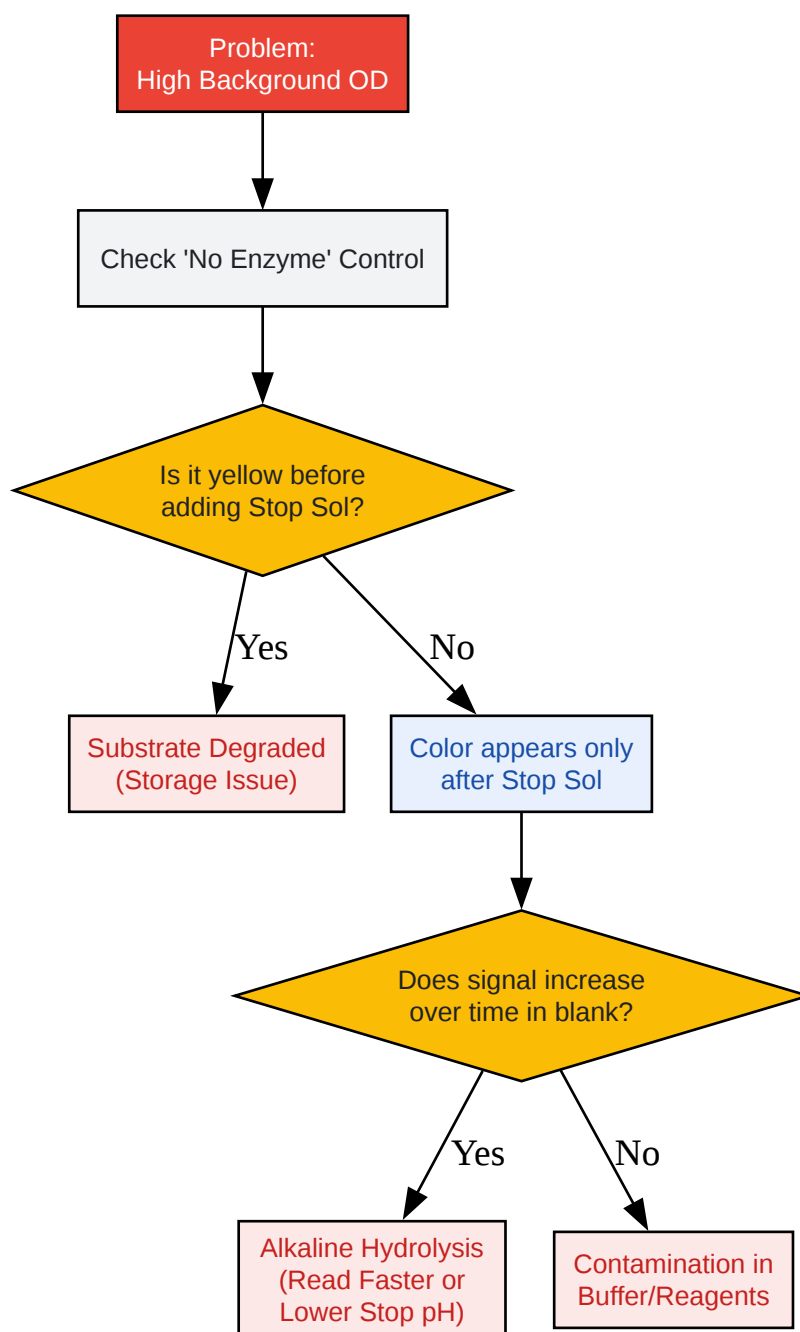 Problem:
High Background OD
Check 'No Enzyme' Control
Is it yellow before
adding Stop Sol?
Yes
No
Substrate Degraded
(Storage Issue)
Color appears only
after Stop Sol
Does signal increase
over time in blank?
Yes
No
Alkaline Hydrolysis
(Read Faster or
Lower Stop pH)
Contamination in
Buffer/Reagents